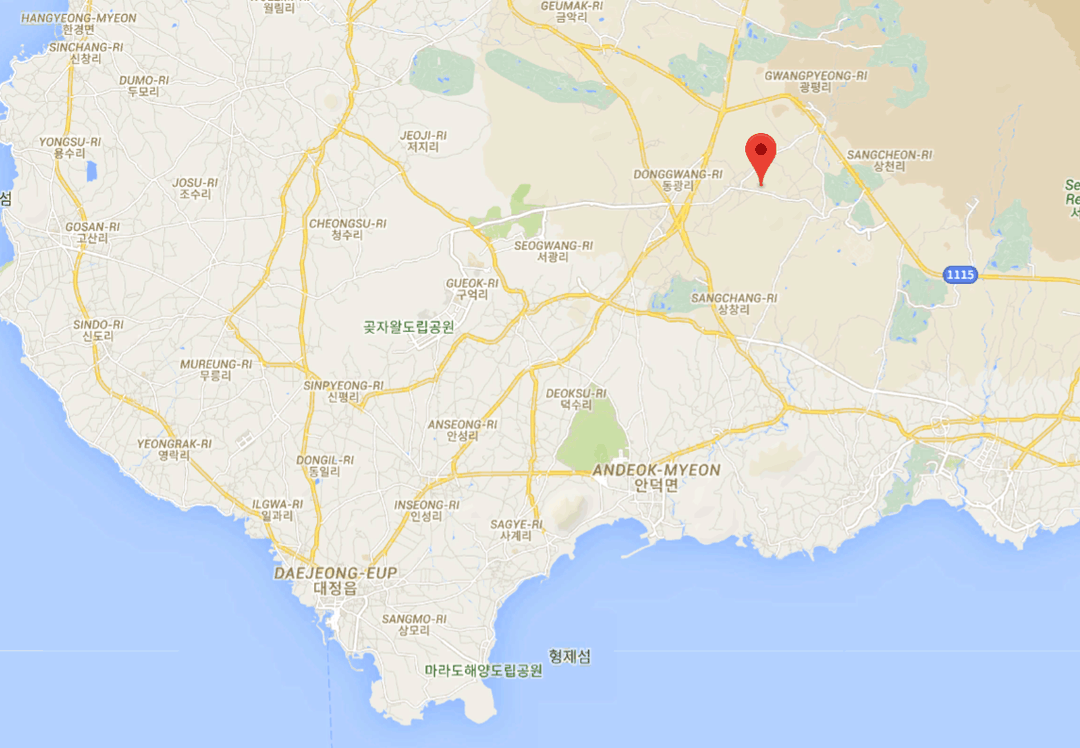 HANGYEONG-MYEON
한경면
월림리
GEUMAK-RI
금악리
SINCHANG-RI
신창리
DUMO-RI
두모리
GWANGPYEONG-RI
광평리
YONGSU-RI
용수리
JEOJI-RI
저지리
SANGCHEON-RI
상천리
JOSU-RI
조수리
DONGGWANG-RI
동광리
섬
GOSAN-RI
고산리
CHEONGSU-RI
청수리
SEOGWANG-RI
서광리
1115
GUEOK-RI
구억리
SANGCHANG-RI
상창리
SINDO-RI
신도리
곶자왈도립공원
MUREUNG-RI
무릉리
SINPYEONG-RI
신평리
DEOKSU-RI
덕수리
ANSEONG-RI
안성리
YEONGRAK-RI
영락리
DONGIL-RI
동일리
ANDEOK-MYEON
안덕면
ILGWA-RI
일과리
INSEONG-RI
인성리
SAGYE-RI
사계리
DAEJEONG-EUP
대정읍
SANGMO-RI
상모리
형제섬
마라도해양도립공원